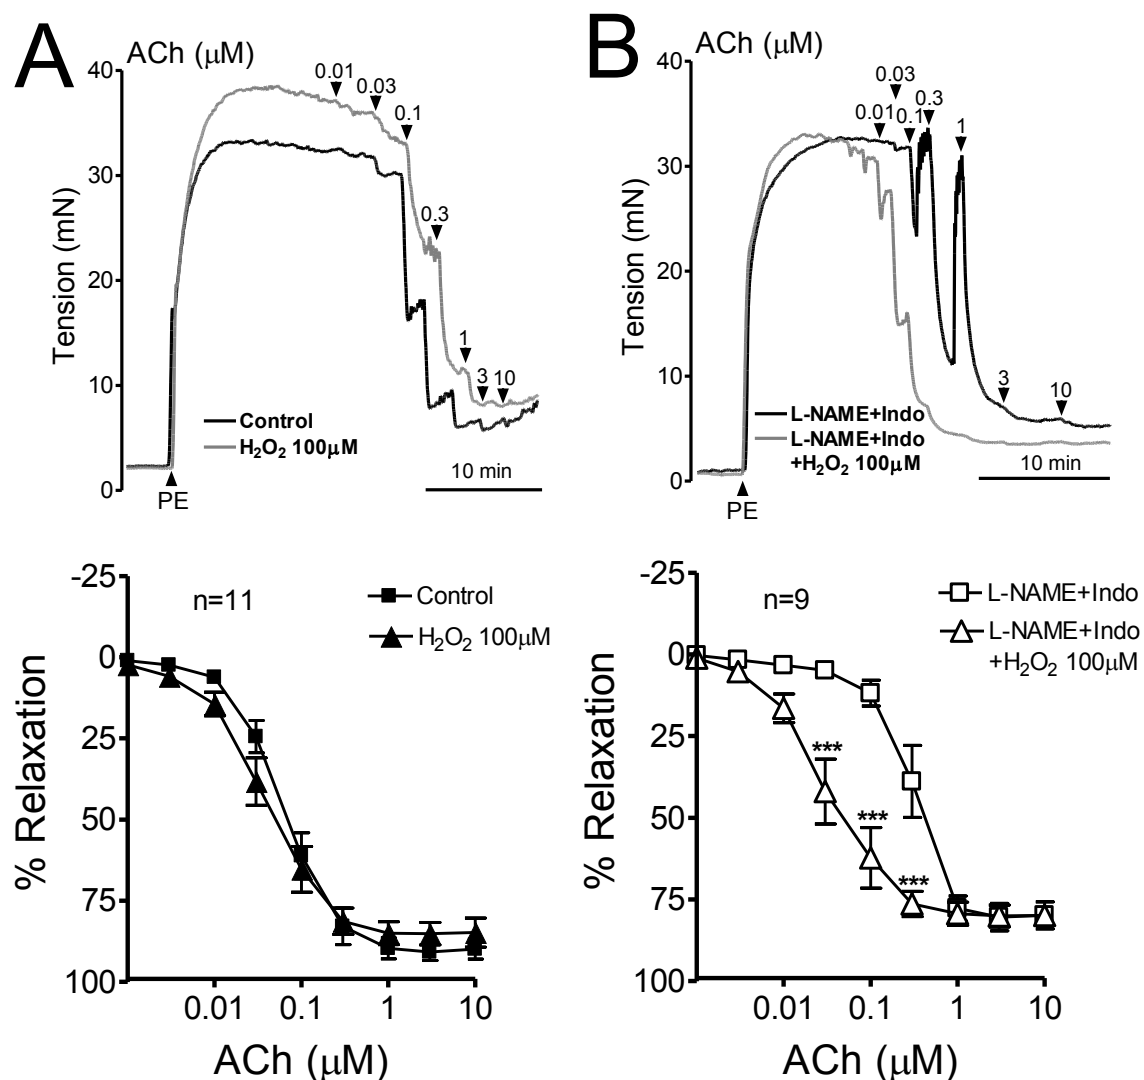 A
ACh (μM)
40
30
20
10
0
Tension (mN)
0.01
0.03
0.1
0.3
1
3
10
Control
H₂O₂ 100μM
10 min
PE
B
ACh (μM)
40
30
20
10
0
Tension (mN)
0.03
0.01
0.1
0.3
1
3
10
L-NAME+Indo
L-NAME+Indo
+H₂O₂ 100μM
10 min
PE
-25
0
25
50
75
100
% Relaxation
n=11
Control
H₂O₂ 100μM
0.01
0.1
1
10
ACh (μM)
-25
0
25
50
75
100
% Relaxation
n=9
L-NAME+Indo
L-NAME+Indo
+H₂O₂ 100μM
***
***
***
0.01
0.1
1
10
ACh (μM)